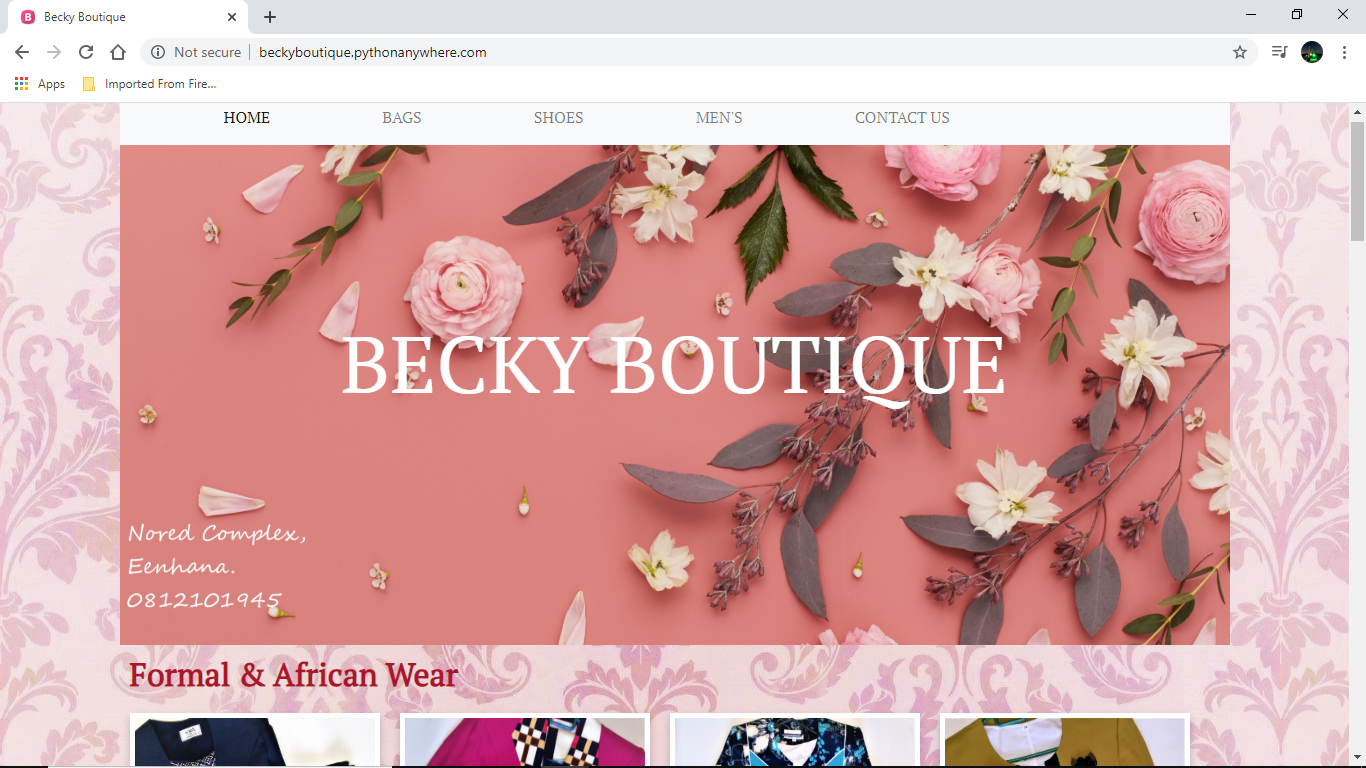 Becky Boutique
Not secure
beckyboutique.pythonanywhere.com
Apps
Imported From Fire...
HOME
BAGS
SHOES
MEN'S
CONTACT US
BECKY BOUTIQUE
Nored Complex,
Eenhana.
0812101945
Formal & African Wear